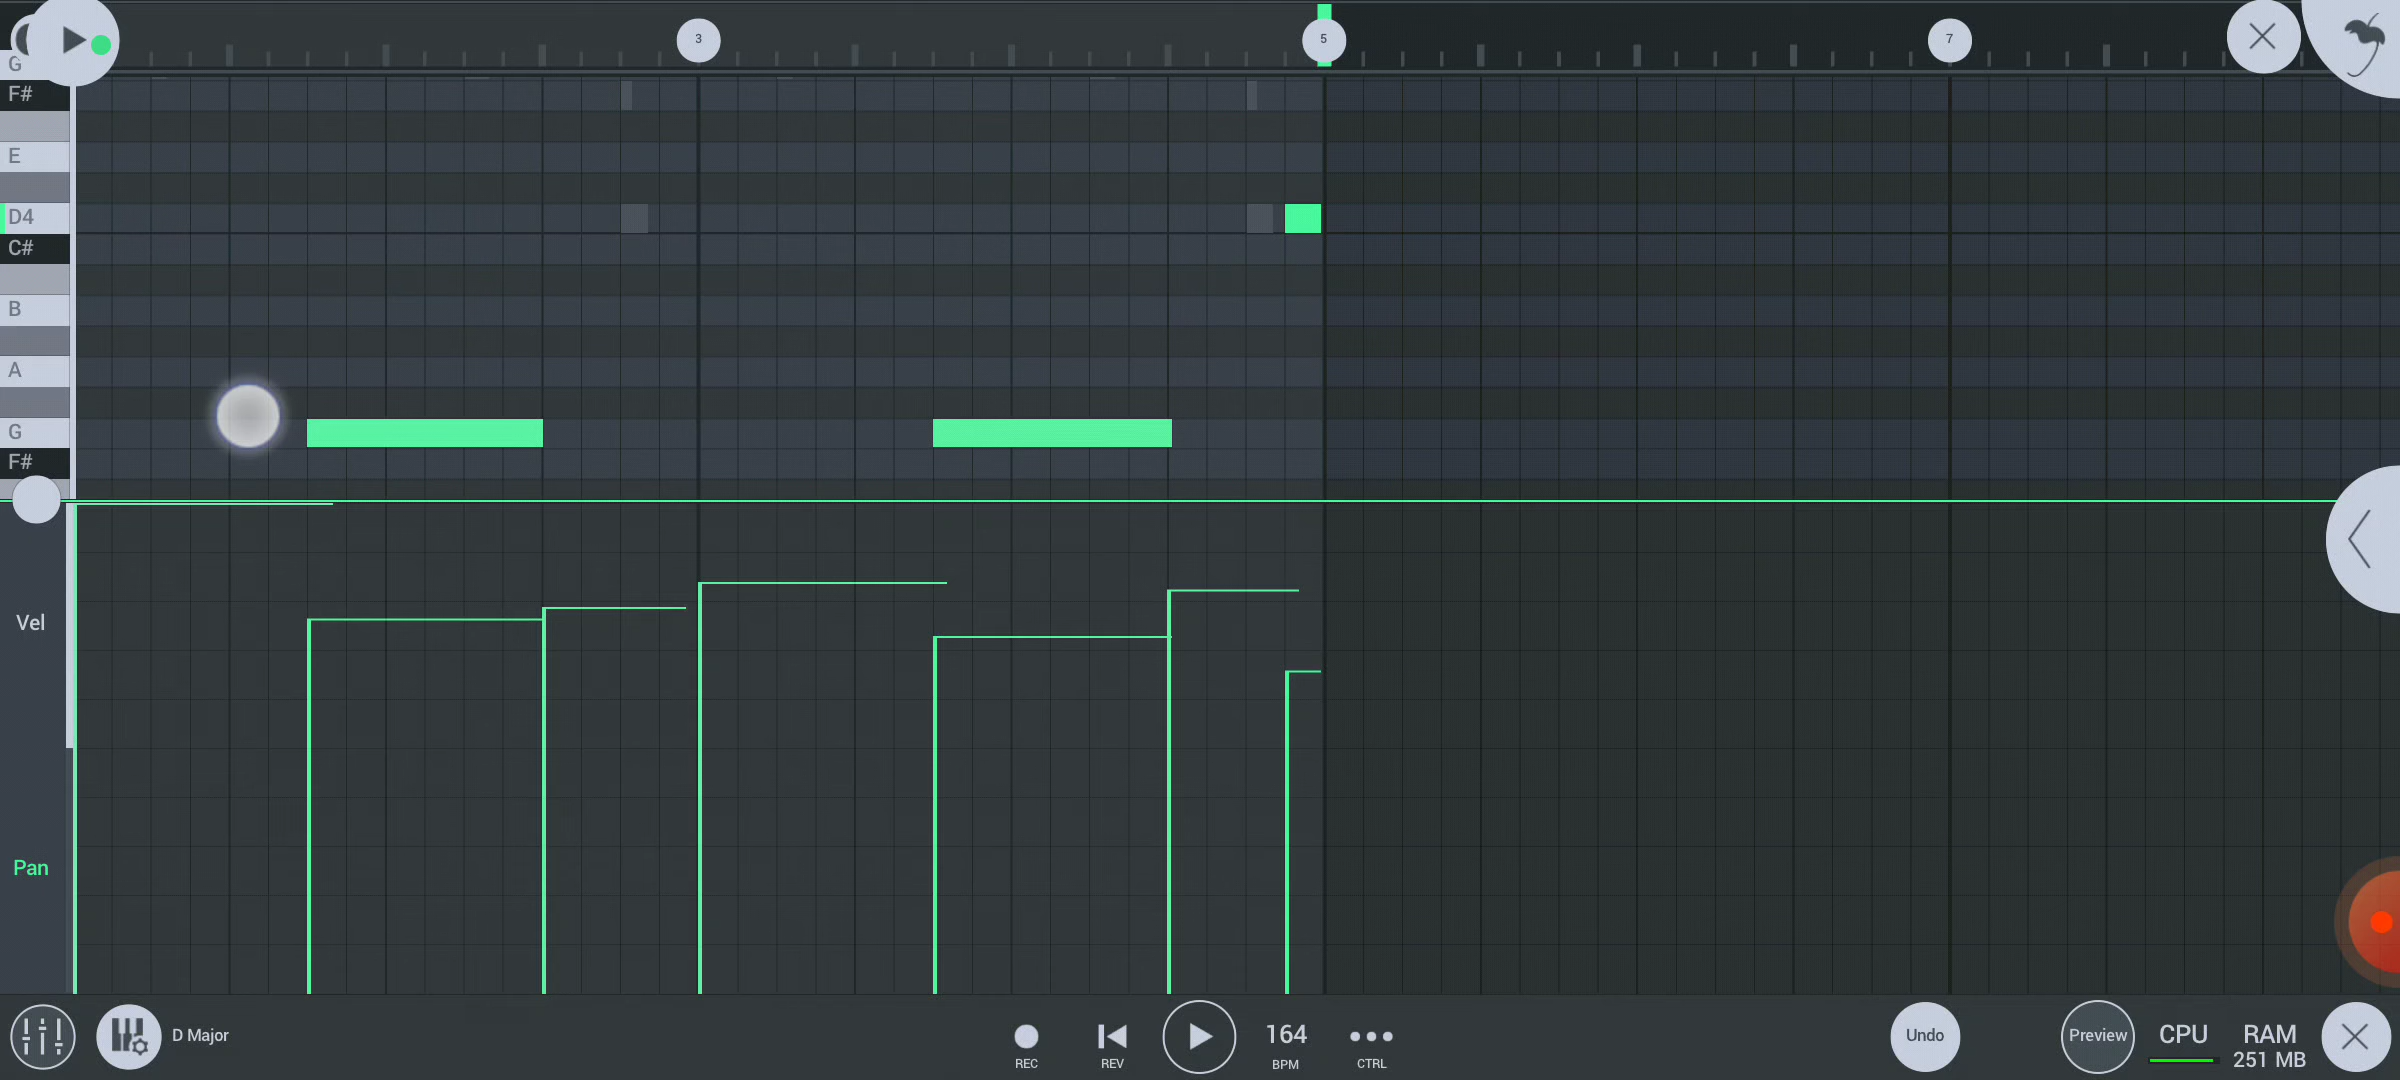 3
5
7
G
F#
E
D4
C#
B
A
G
F#
Vel
Pan
D Major
REC
REV
164
BPM
CTRL
Undo
Preview
CPU
RAM
251 MB